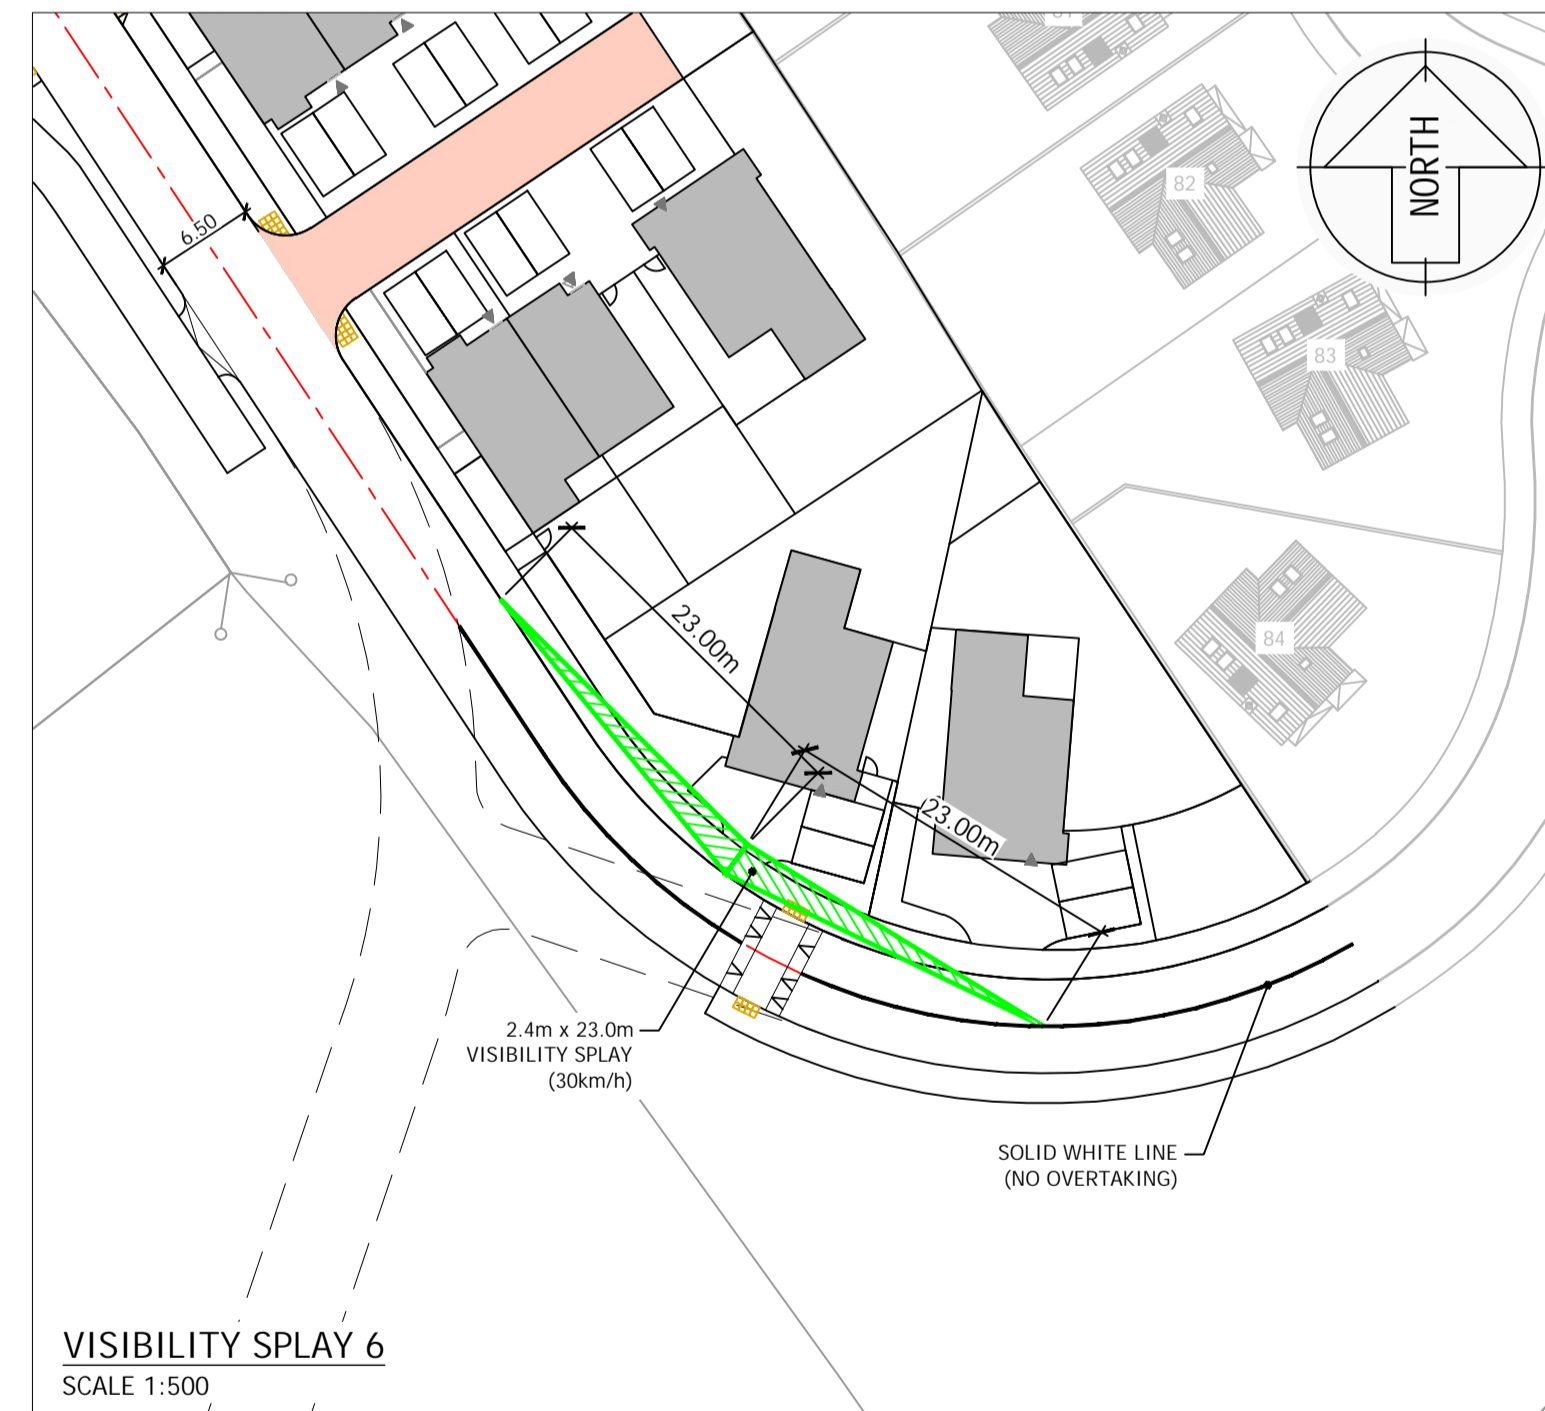 NORTH
82
6.50
83
23.00m
84
23.00m
2.4m x 23.0m
VISIBILITY SPLAY
(30km/h)
SOLID WHITE LINE
(NO OVERTAKING)
VISIBILITY SPLAY 6
SCALE 1:500